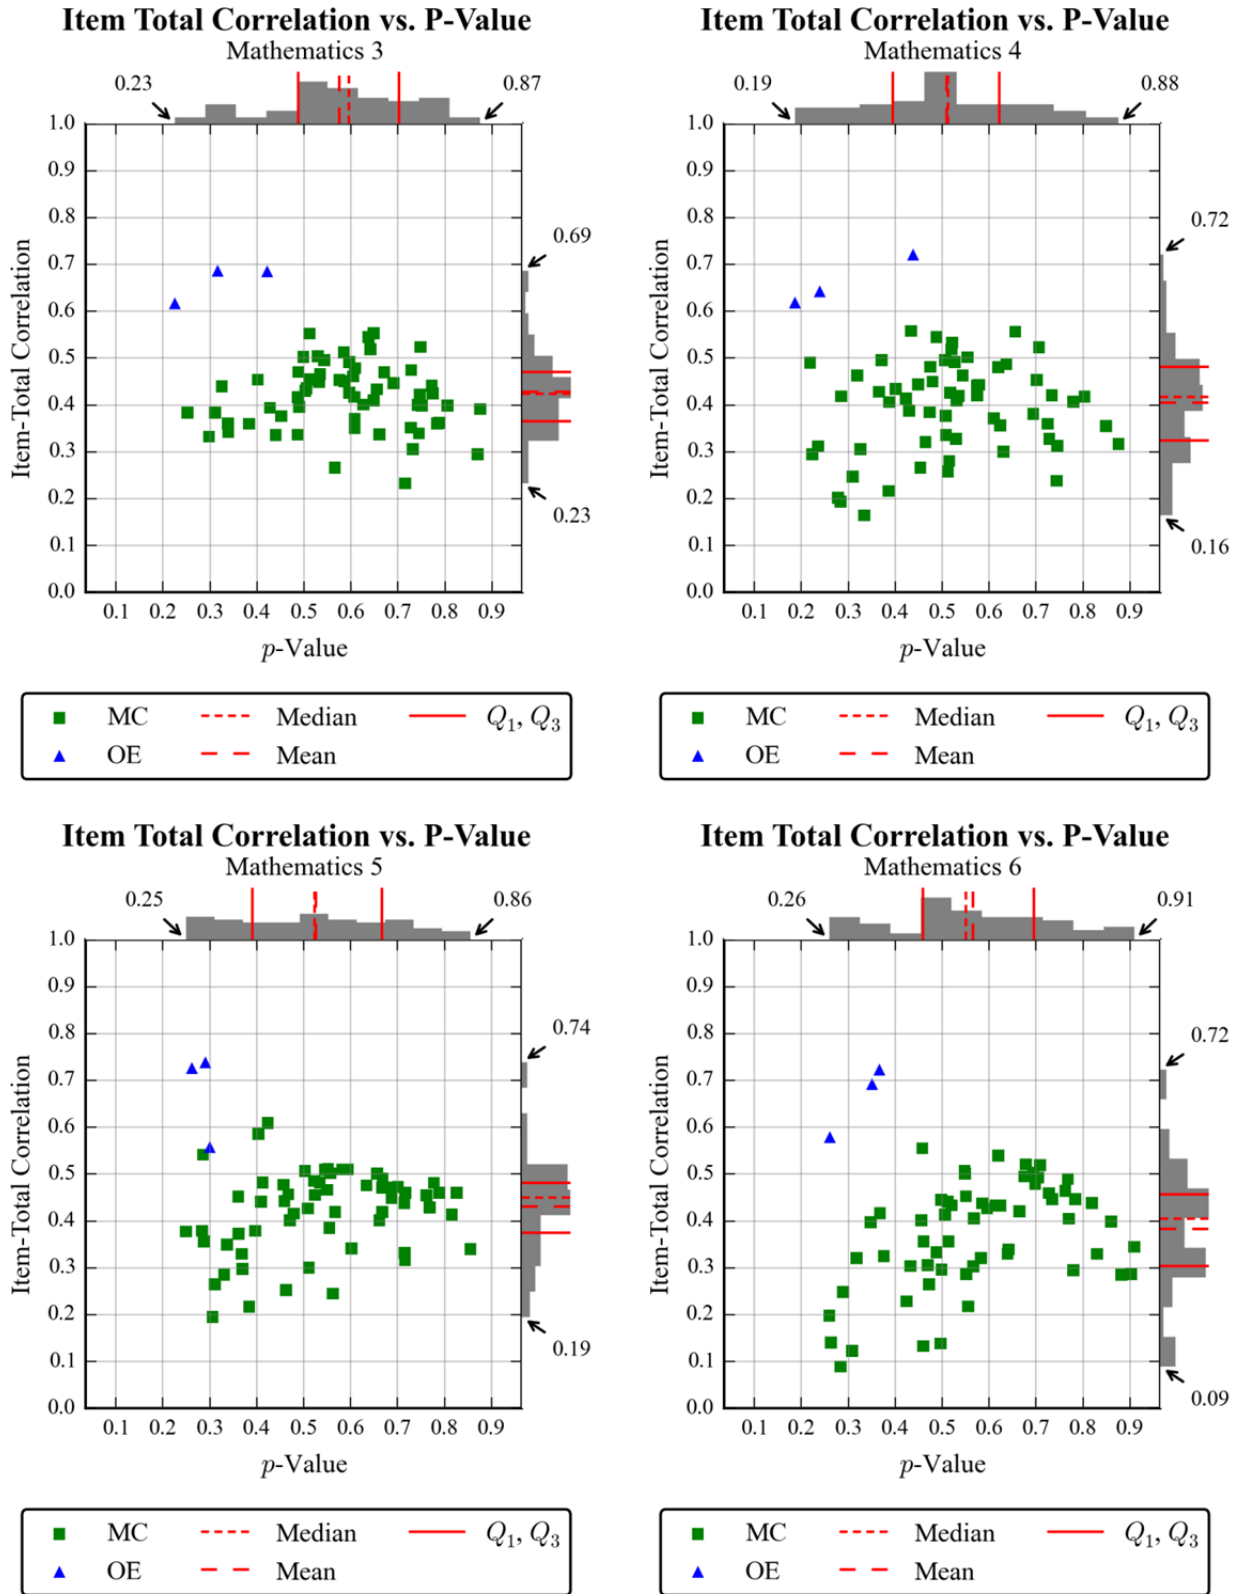 Item Total Correlation vs. P-Value
Mathematics 3
0.23
0.87
1.0
0.9
0.8
0.7
0.6
0.5
0.4
0.3
0.2
0.1
0.0
Item-Total Correlation
0.69
0.23
0.1 0.2 0.3 0.4 0.5 0.6 0.7 0.8 0.9
p-Value
MC Median Q1, Q3
OE Mean
Item Total Correlation vs. P-Value
Mathematics 4
0.19
0.88
1.0
0.9
0.8
0.7
0.6
0.5
0.4
0.3
0.2
0.1
0.0
Item-Total Correlation
0.72
0.16
0.1 0.2 0.3 0.4 0.5 0.6 0.7 0.8 0.9
p-Value
MC Median Q1, Q3
OE Mean
Item Total Correlation vs. P-Value
Mathematics 5
0.25
0.86
1.0
0.9
0.8
0.7
0.6
0.5
0.4
0.3
0.2
0.1
0.0
Item-Total Correlation
0.74
0.19
0.1 0.2 0.3 0.4 0.5 0.6 0.7 0.8 0.9
p-Value
MC Median Q1, Q3
OE Mean
Item Total Correlation vs. P-Value
Mathematics 6
0.26
0.91
1.0
0.9
0.8
0.7
0.6
0.5
0.4
0.3
0.2
0.1
0.0
Item-Total Correlation
0.72
0.09
0.1 0.2 0.3 0.4 0.5 0.6 0.7 0.8 0.9
p-Value
MC Median Q1, Q3
OE Mean